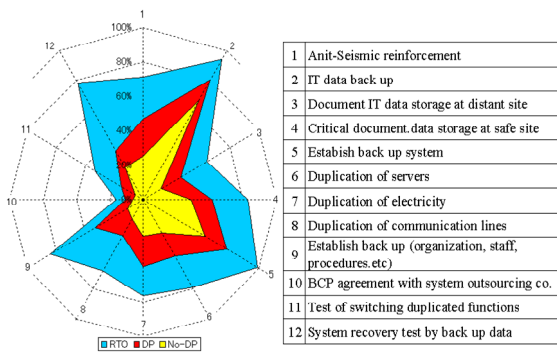 1
100%
12
2
80%
60%
11
3
40%
20%
10
0%
4
9
5
8
6
7
RTO DP No-DP
1 Anit-Seismic reinforcement
2 IT data back up
3 Document IT data storage at distant site
4 Critical document.data storage at safe site
5 Estabish back up system
6 Duplication of servers
7 Duplication of electricity
8 Duplication of communication lines
9 Establish back up (organization, staff,
procedures.etc)
10 BCP agreement with system outsourcing co.
11 Test of switching duplicated functions
12 System recovery test by back up data